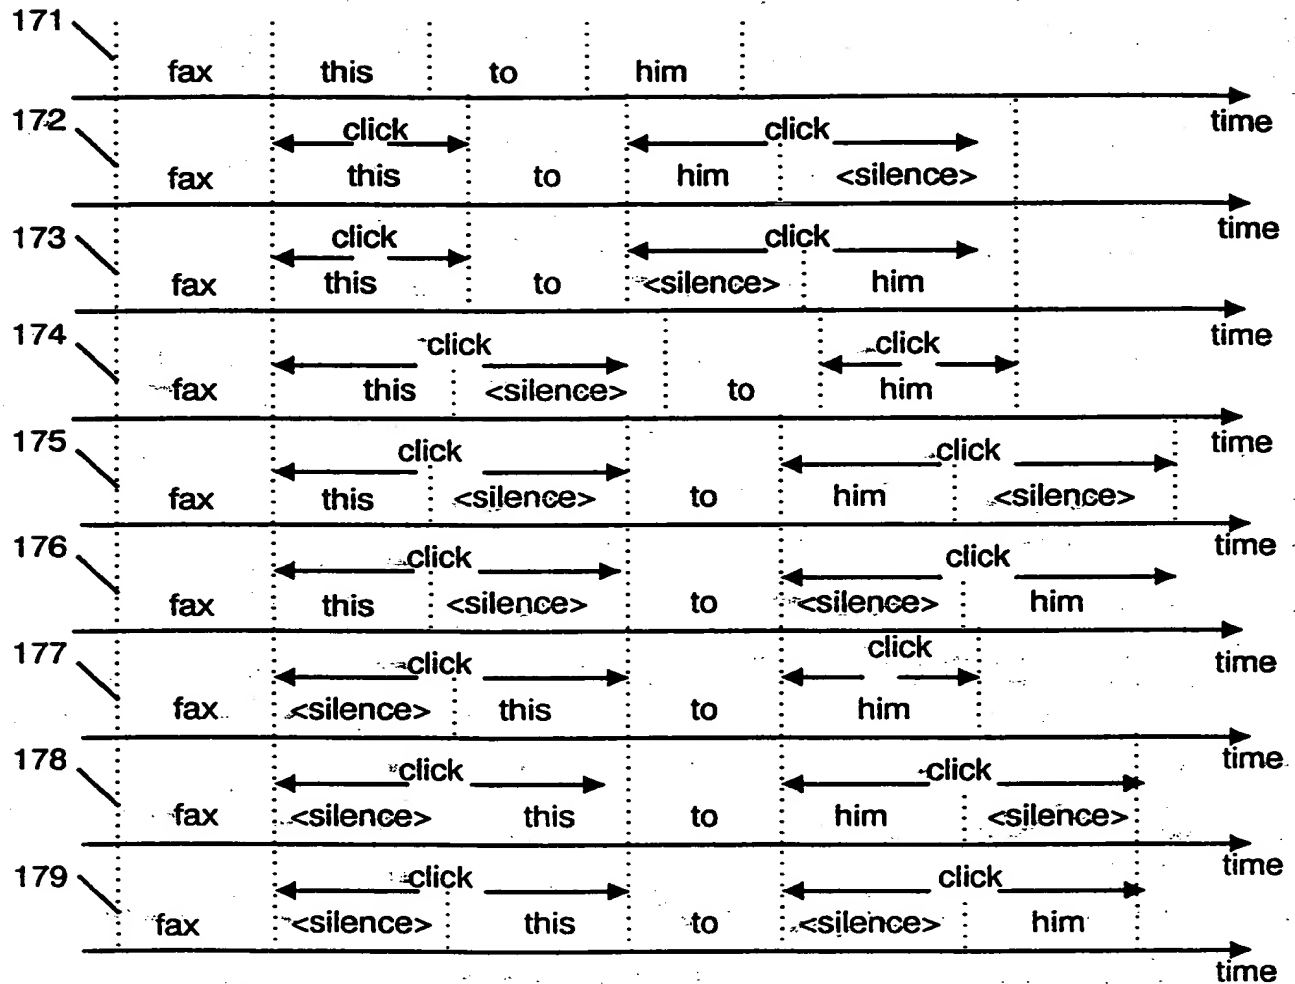 171
fax this to him
time
172
click click
fax this to him <silence>
time
173
click click
fax this to <silence> him
time
174
click click
fax this <silence> to him
time
175
click click
fax this <silence> to him <silence>
time
176
click click
fax this <silence> to <silence> him
time
177
click click
fax <silence> this to him
time
178
click click
fax <silence> this to him <silence>
time
179
click click
fax <silence> this to <silence> him
time